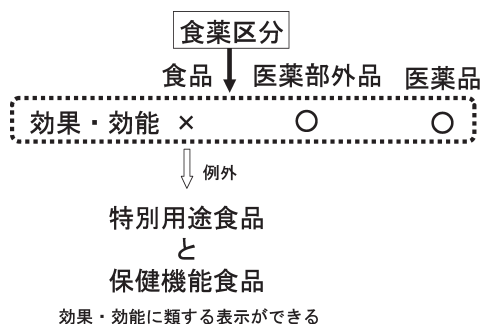 食薬区分
食品 医薬部外品 医薬品
効果・効能 × ○ ○
例外
特別用途食品
と
保健機能食品
効果・効能に類する表示ができる